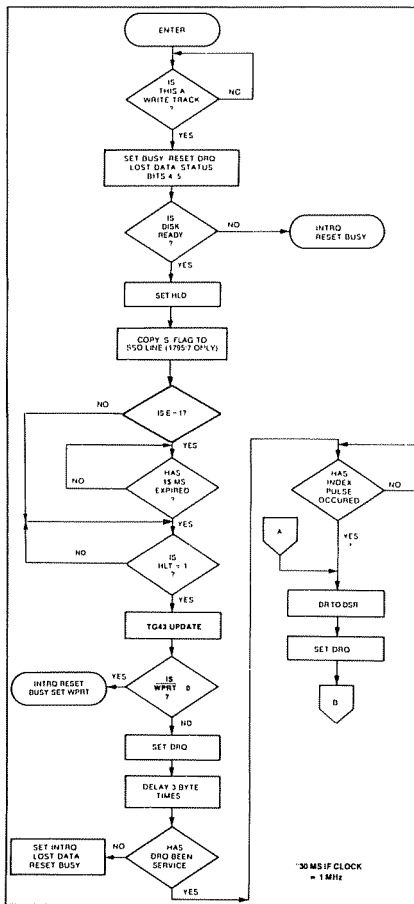 ENTER
IS
THIS A
WRITE TRACK
?
NO
YES
SET BUSY RESET DRQ
LOST DATA STATUS
BITS 4 5
IS
DISK
READY
?
NO
INTRQ
RESET BUSY
YES
SET HLD
COPY S FLAG TO
SSO LINE (1795/7 ONLY)
IS E = 1?
NO
YES
HAS
15 MS
EXPIRED
?
NO
YES
IS
HLT = 1
?
NO
YES
TG43 UPDATE
IS
WPRT 0
?
YES
INTRQ RESET
BUSY SET WPRT
NO
SET DRQ
DELAY 3 BYTE
TIMES
HAS
DRQ BEEN
SERVICE
NO
SET INTRQ
LOST DATA
RESET BUSY
YES
HAS
INDEX
PULSE
OCCURED
NO
YES
A
DR TO DSR
SET DRQ
B
*30 MS IF CLOCK
= 1 MHz